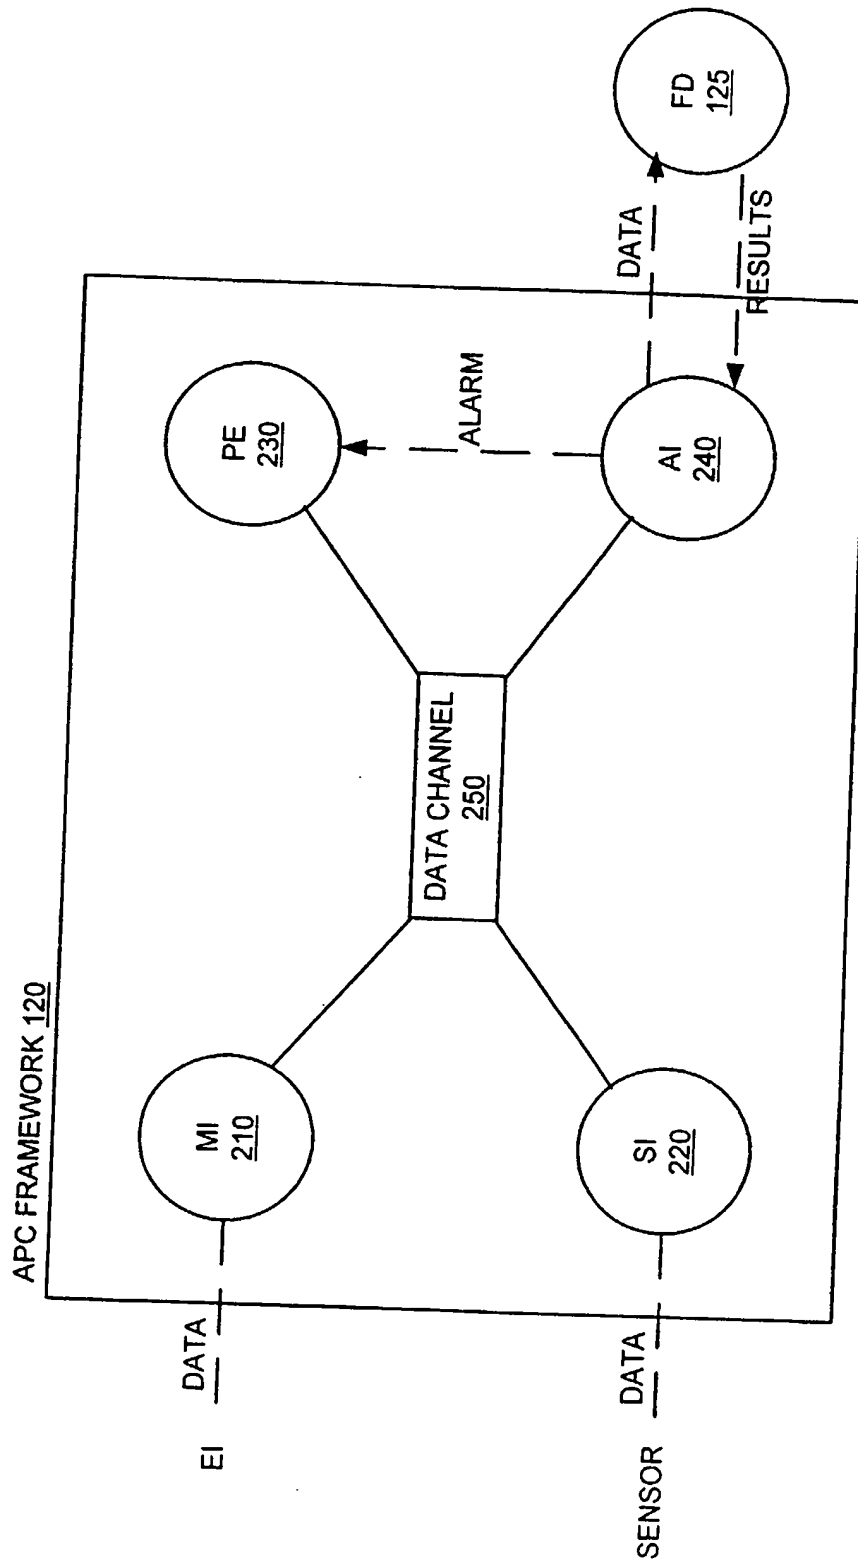 APC FRAMEWORK 120
EI
DATA
MI
210
PE
230
DATA CHANNEL
250
ALARM
SENSOR
DATA
SI
220
AI
240
DATA
RESULTS
FD
125